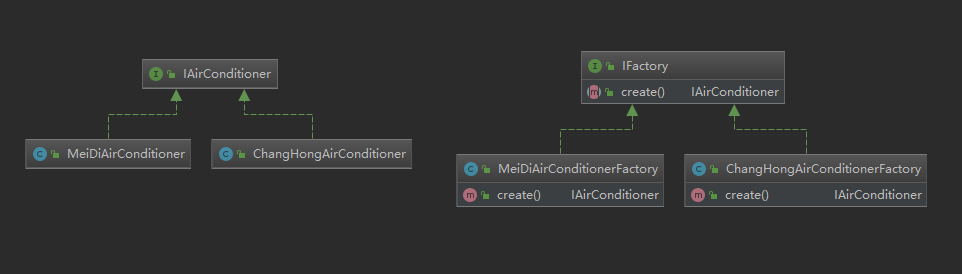 IAirConditioner
MeiDiAirConditioner
ChangHongAirConditioner
IFactory
create() IAirConditioner
MeiDiAirConditionerFactory
create() IAirConditioner
ChangHongAirConditionerFactory
create() IAirConditioner